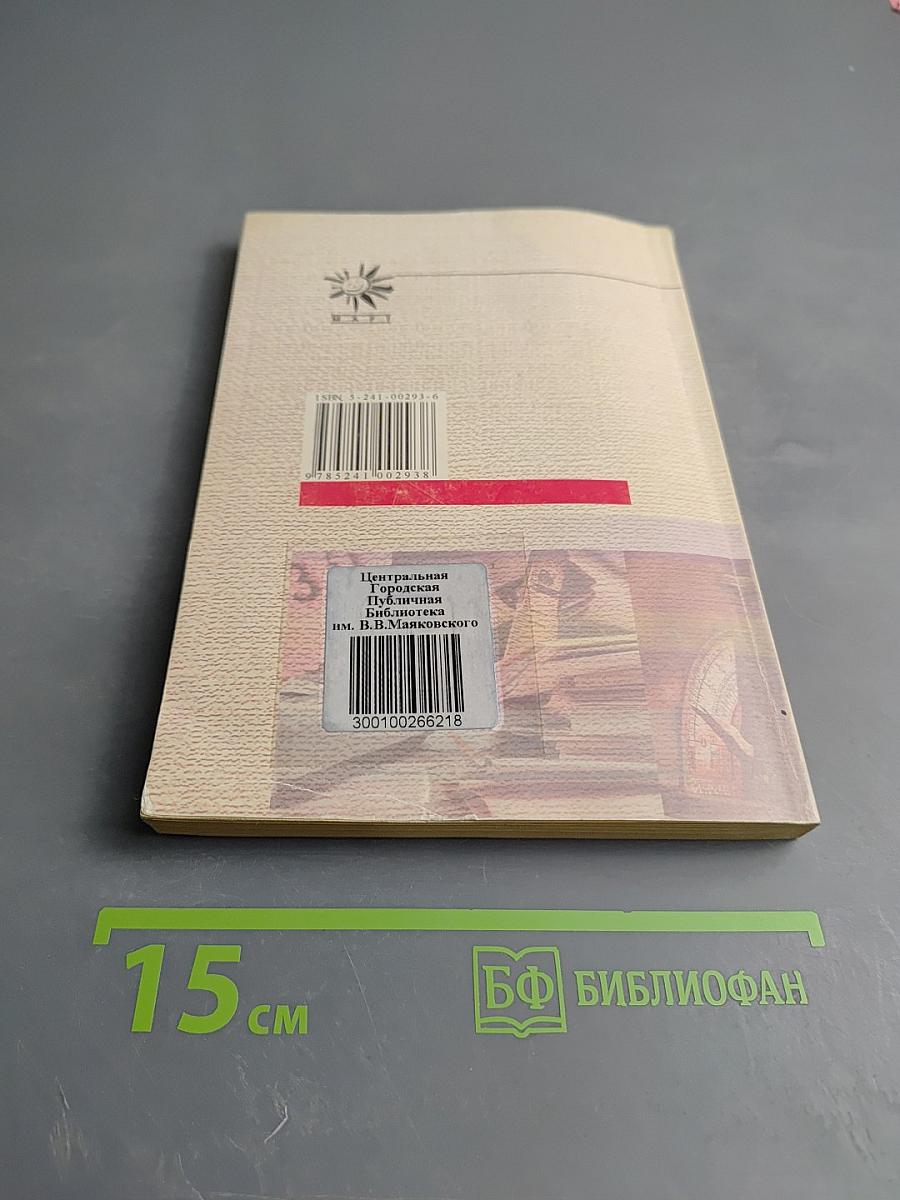 МАРТ
ISBN 5-241-00293-6
9 785241 002938
Центральная
Городская
Публичная
Библиотека
им. В.В.Маяковского
300100266218
15 см
БФ БИБЛИОФАН